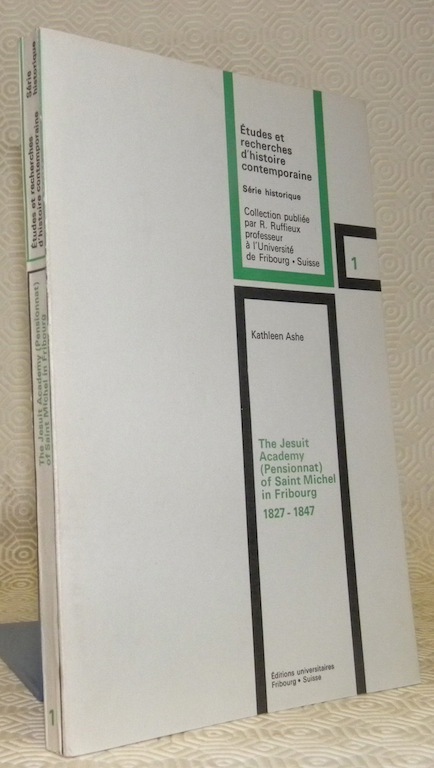 Études et
recherches
d'histoire
contemporaine
Série historique
Collection publiée
par R. Ruffieux
professeur
à l'Université
de Fribourg • Suisse
1
Kathleen Ashe
The Jesuit
Academy
(Pensionnat)
of Saint Michel
in Fribourg
1827-1847
Éditions universitaires
Fribourg • Suisse
Études et recherches
d'histoire contemporaine
Série
historique
The Jesuit Academy (Pensionnat)
of Saint Michel in Fribourg
1